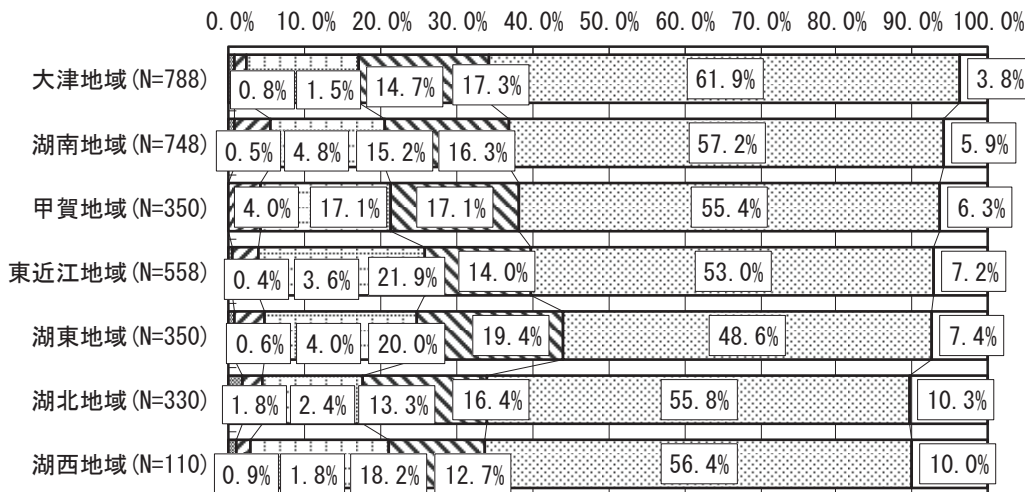 0.0% 10.0% 20.0% 30.0% 40.0% 50.0% 60.0% 70.0% 80.0% 90.0% 100.0%
大津地域(N=788) 0.8% 1.5% 14.7% 17.3% 61.9% 3.8%
湖南地域(N=748) 0.5% 4.8% 15.2% 16.3% 57.2% 5.9%
甲賀地域(N=350) 4.0% 17.1% 17.1% 55.4% 6.3%
東近江地域(N=558) 0.4% 3.6% 21.9% 14.0% 53.0% 7.2%
湖東地域(N=350) 0.6% 4.0% 20.0% 19.4% 48.6% 7.4%
湖北地域(N=330) 1.8% 2.4% 13.3% 16.4% 55.8% 10.3%
湖西地域(N=110) 0.9% 1.8% 18.2% 12.7% 56.4% 10.0%